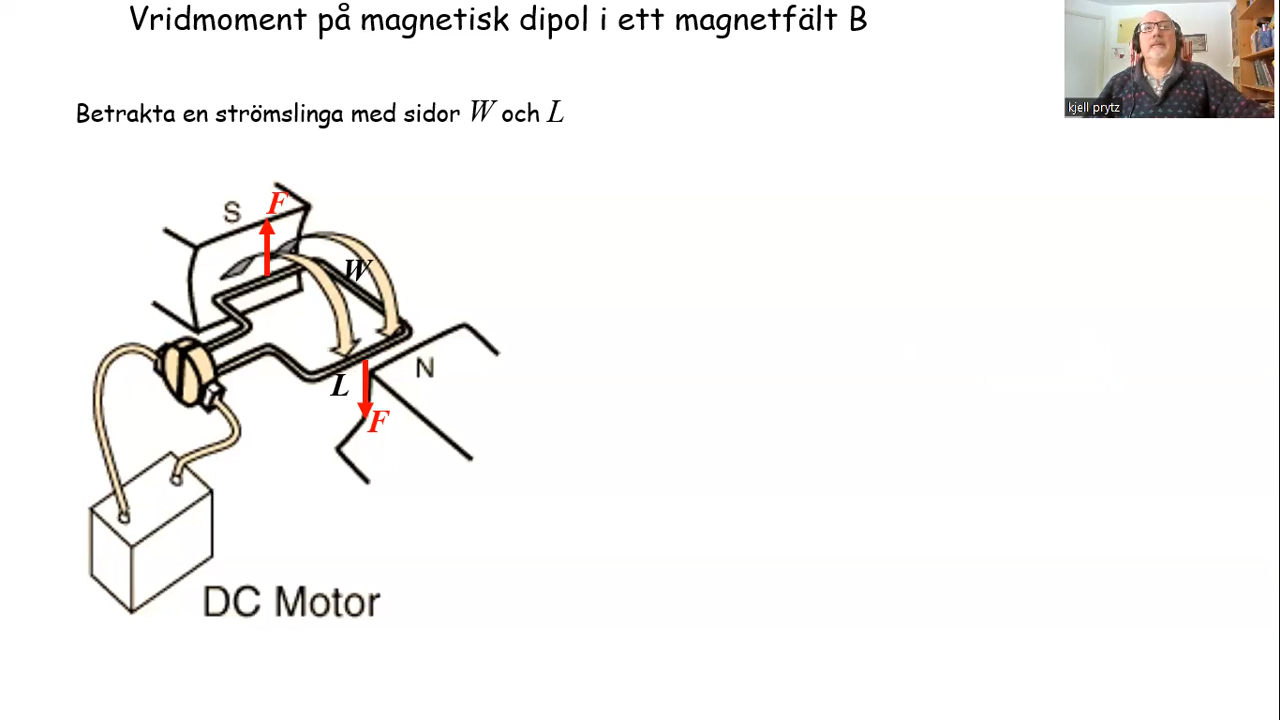 Vridmoment på magnetisk dipol i ett magnetfält B
kjell prytz
Betrakta en strömslinga med sidor W och L
F
S
W
N
L
F
DC Motor